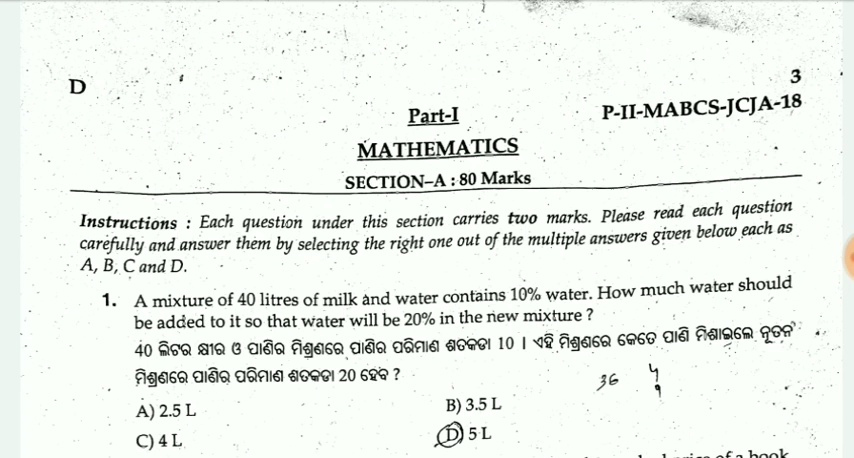 D
3
Part-I
P-II-MABCS-JCJA-18
MATHEMATICS
SECTION–A : 80 Marks
Instructions : Each question under this section carries two marks. Please read each question
carefully and answer them by selecting the right one out of the multiple answers given below each as
A, B, C and D.
1. A mixture of 40 litres of milk and water contains 10% water. How much water should
be added to it so that water will be 20% in the new mixture ?
40 ଲିଟର କ୍ଷୀର ଓ ପାଣିର ମିଶ୍ରଣରେ ପାଣିର ପରିମାଣ ଶତକଡା 10 । ଏହି ମିଶ୍ରଣରେ କେତେ ପାଣି ମିଶାଇଲେ ନୂତନ
ମିଶ୍ରଣରେ ପାଣିର ପରିମାଣ ଶତକଡା 20 ହେବ ?
36 4
A) 2.5 L
B) 3.5 L
C) 4 L
D) 5 L
of a book